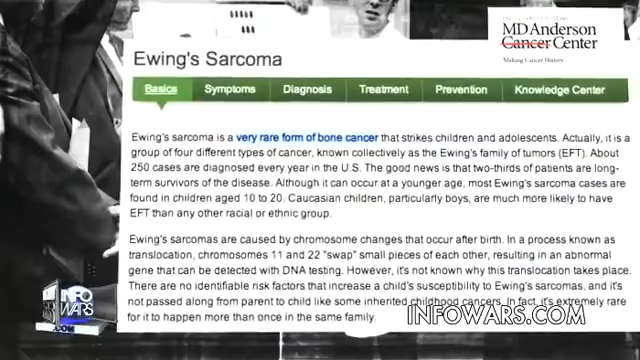 MDAnderson
Cancer Center
Making Cancer History
Ewing's Sarcoma
Basics Symptoms Diagnosis Treatment Prevention Knowledge Center
Ewing's sarcoma is a very rare form of bone cancer that strikes children and adolescents. Actually, it is a
group of four different types of cancer, known collectively as the Ewing's family of tumors (EFT). About
250 cases are diagnosed every year in the U.S. The good news is that two-thirds of patients are long-
term survivors of the disease. Although it can occur at a younger age, most Ewing's sarcoma cases are
found in children aged 10 to 20. Caucasian children, particularly boys, are much more likely to have
EFT than any other racial or ethnic group.
Ewing's sarcomas are caused by chromosome changes that occur after birth. In a process known as
translocation, chromosomes 11 and 22 "swap" small pieces of each other, resulting in an abnormal
gene that can be detected with DNA testing. However, it's not known why this translocation takes place.
There are no identifiable risk factors that increase a child's susceptibility to Ewing's sarcomas, and it's
not passed along from parent to child like some inherited childhood cancers. In fact, it's extremely rare
for it to happen more than once in the same family.
INFO
WARS
.COM
INFOWARS.COM